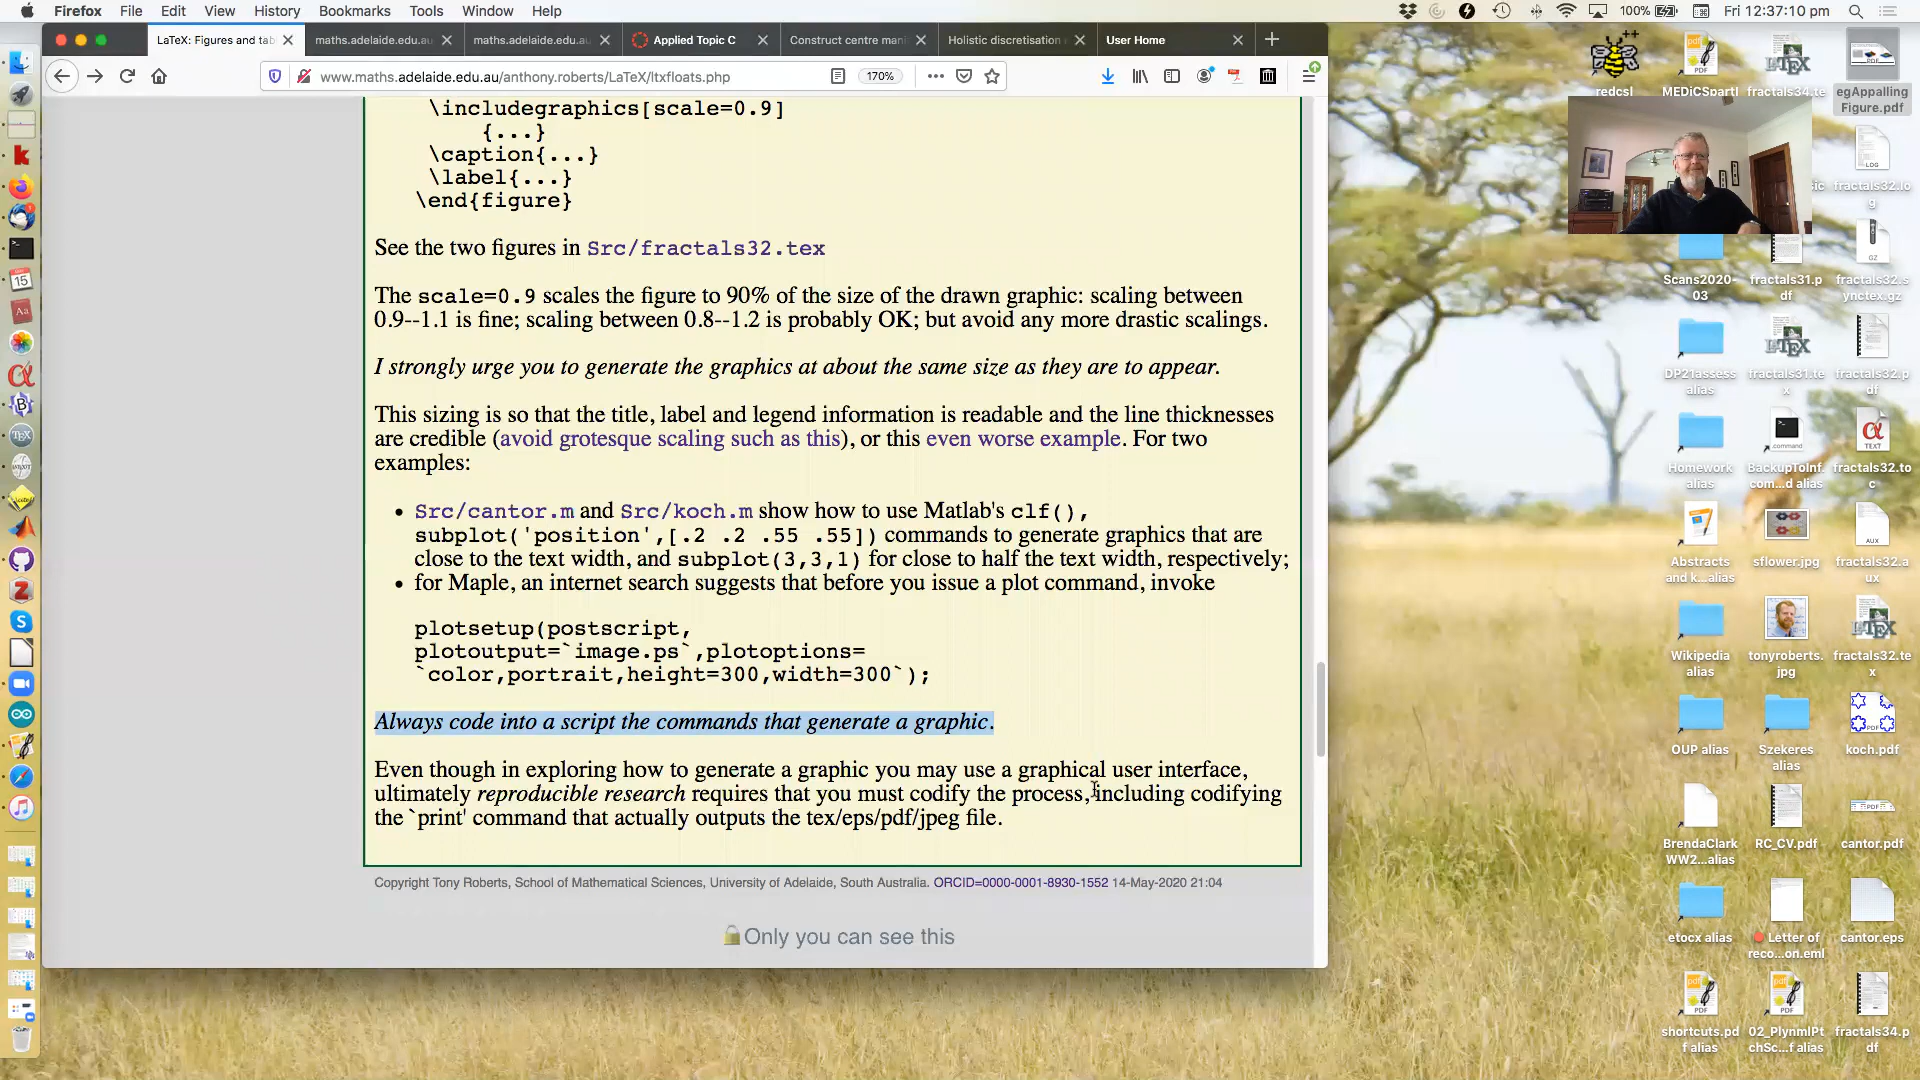 Firefox File Edit View History Bookmarks Tools Window Help
100% Fri 12:37:10 pm
LaTeX: Figures and tab
maths.adelaide.edu.au
maths.adelaide.edu.au
Applied Topic C
Construct centre mani
Holistic discretisation
User Home
www.maths.adelaide.edu.au/anthony.roberts/LaTeX/ltxfloats.php
170%
\includegraphics[scale=0.9]
{...}
\caption{...}
\label{...}
\end{figure}
See the two figures in Src/fractals32.tex
The scale=0.9 scales the figure to 90% of the size of the drawn graphic: scaling between
0.9--1.1 is fine; scaling between 0.8--1.2 is probably OK; but avoid any more drastic scalings.
I strongly urge you to generate the graphics at about the same size as they are to appear.
This sizing is so that the title, label and legend information is readable and the line thicknesses
are credible (avoid grotesque scaling such as this), or this even worse example. For two
examples:
• Src/cantor.m and Src/koch.m show how to use Matlab's clf(),
subplot('position',[.2 .2 .55 .55]) commands to generate graphics that are
close to the text width, and subplot(3,3,1) for close to half the text width, respectively;
• for Maple, an internet search suggests that before you issue a plot command, invoke
plotsetup(postscript,
plotoutput=`image.ps`,plotoptions=
`color,portrait,height=300,width=300`);
Always code into a script the commands that generate a graphic.
Even though in exploring how to generate a graphic you may use a graphical user interface,
ultimately reproducible research requires that you must codify the process, including codifying
the `print' command that actually outputs the tex/eps/pdf/jpeg file.
Copyright Tony Roberts, School of Mathematical Sciences, University of Adelaide, South Australia. ORCID=0000-0001-8930-1552 14-May-2020 21:04
Only you can see this
redcsl
MEDiCSpartI
fractals34.te
egAppalling
Figure.pdf
fractals32.lo
g
Scans2020-
03
fractals31.p
df
fractals32.s
ynctex.gz
DP21assess
alias
fractals31.te
x
fractals32.p
df
Homework
alias
BackupToInf.
com...d alias
fractals32.to
c
Abstracts
and k...alias
sflower.jpg
fractals32.a
ux
Wikipedia
alias
tonyroberts.
jpg
fractals32.te
x
OUP alias
Szekeres
alias
koch.pdf
BrendaClark
WW2...alias
RC_CV.pdf
cantor.pdf
etocx alias
Letter of
reco...on.eml
cantor.eps
shortcuts.pd
f alias
02_PlynmlPt
chSc...f alias
fractals34.p
df